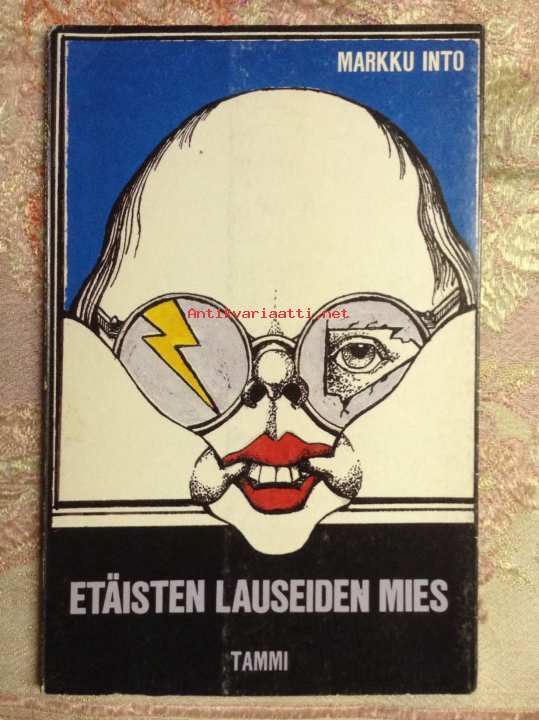 MARKKU INTO
Antikvariaatti.net
ETÄISTEN LAUSEIDEN MIES
TAMMI